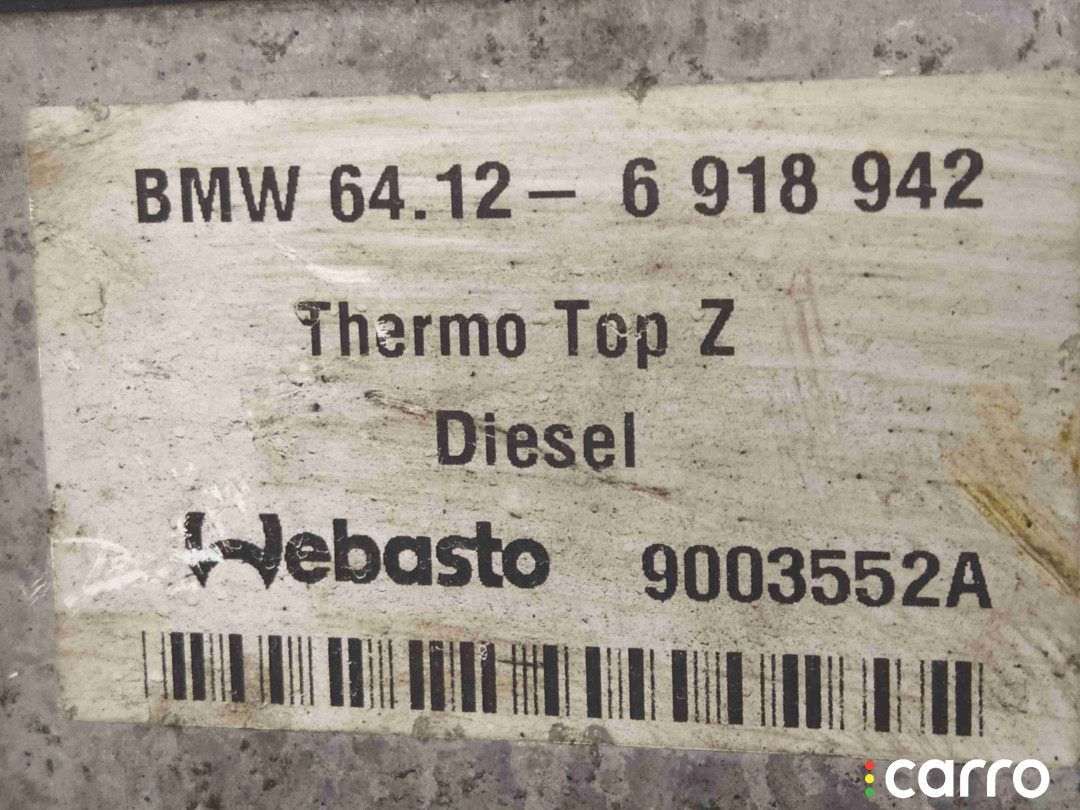 BMW 64.12– 6 918 942
Thermo Top Z
Diesel
Webasto 9003552A
carro